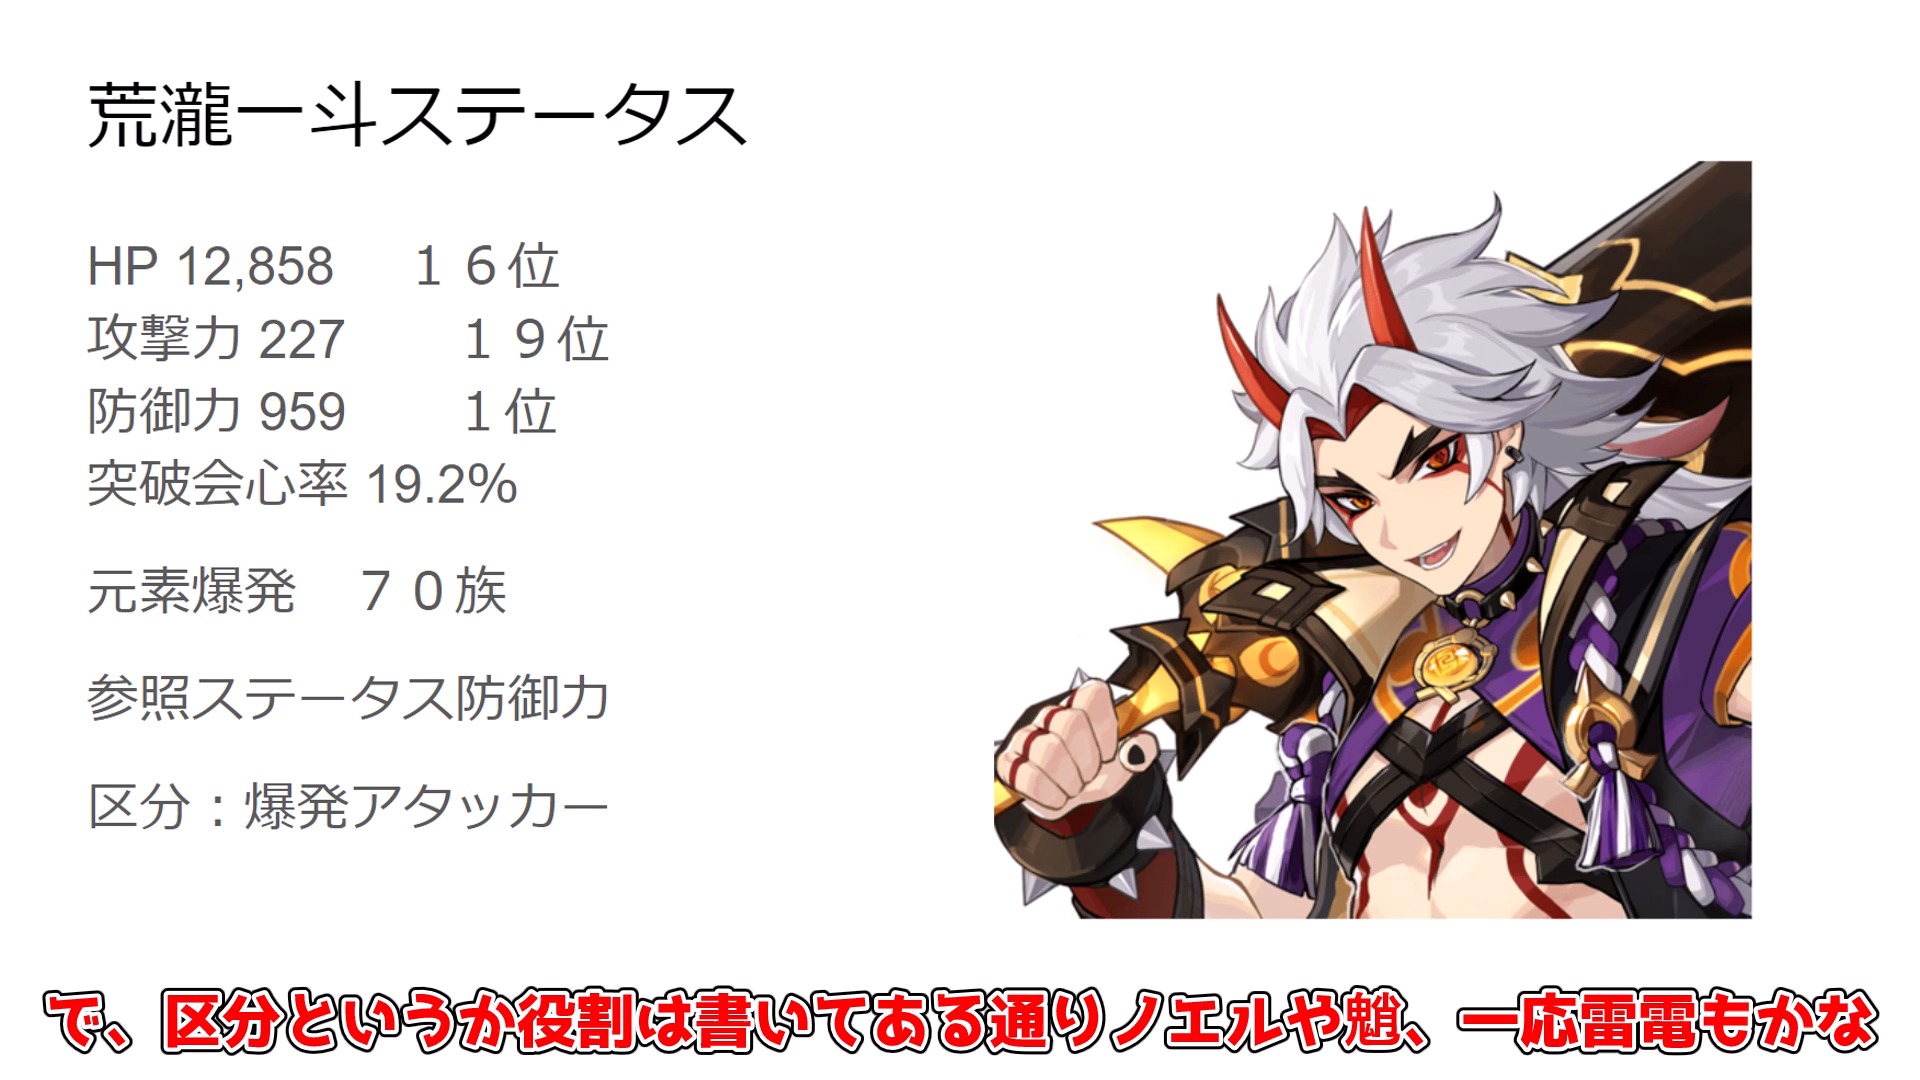 荒瀧一斗ステータス
HP 12,858　１６位
攻撃力 227　１９位
防御力 959　１位
突破会心率 19.2%
元素爆発　７０族
参照ステータス防御力
区分：爆発アタッカー
で、区分というか役割は書いてある通りノエルや魈、一応雷電もかな